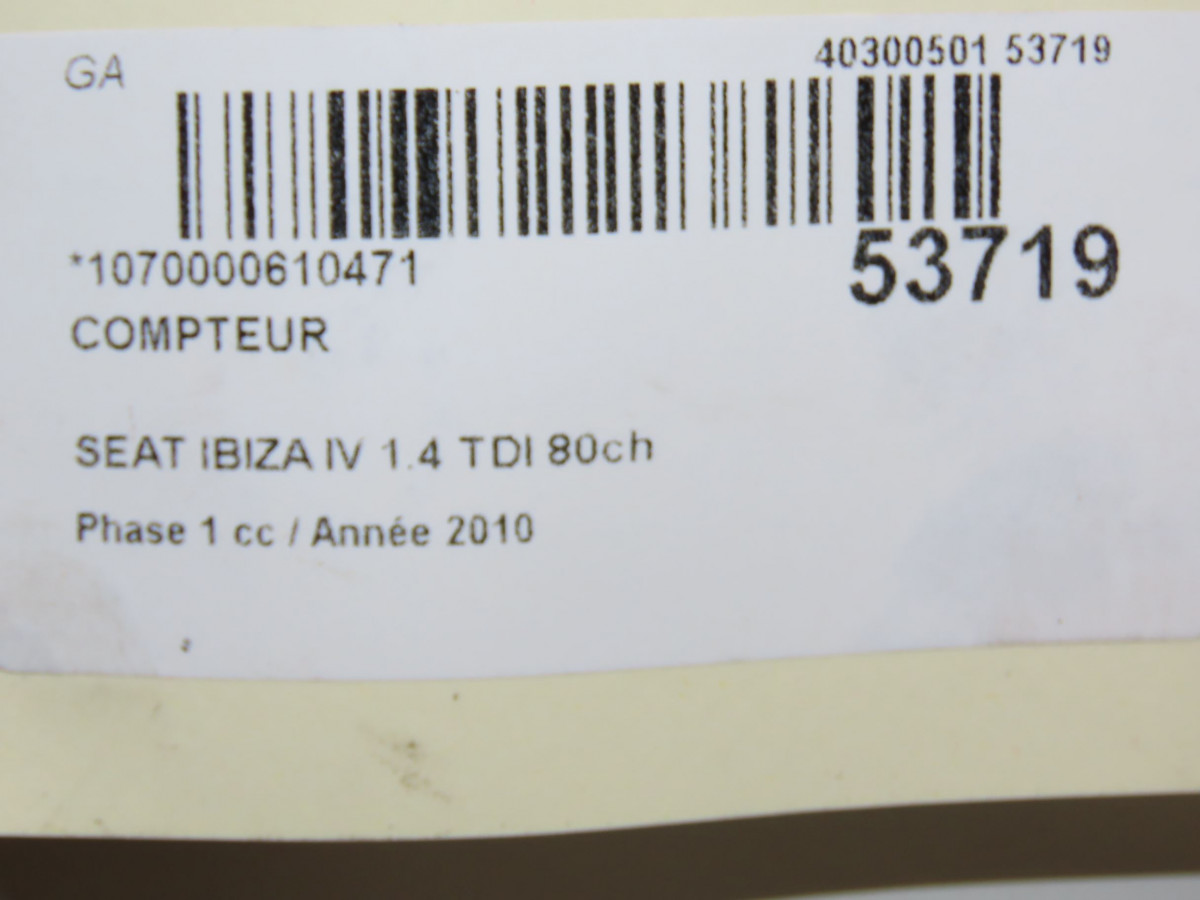 GA
40300501 53719
*1070000610471
53719
COMPTEUR
SEAT IBIZA IV 1.4 TDI 80ch
Phase 1 cc / Année 2010